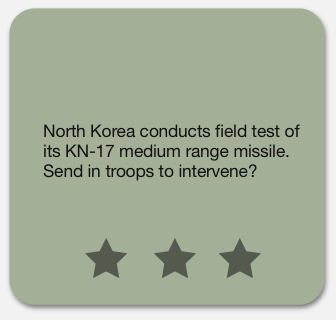 North Korea conducts field test of
its KN-17 medium range missile.
Send in troops to intervene?